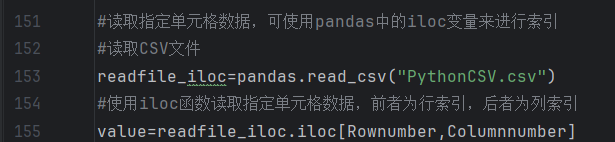 151 #读取指定单元格数据，可使用pandas中的iloc变量来进行索引
152 #读取CSV文件
153 readfile_iloc=pandas.read_csv("PythonCSV.csv")
154 #使用iloc函数读取指定单元格数据，前者为行索引，后者为列索引
155 value=readfile_iloc.iloc[Rownumber,Columnnumber]